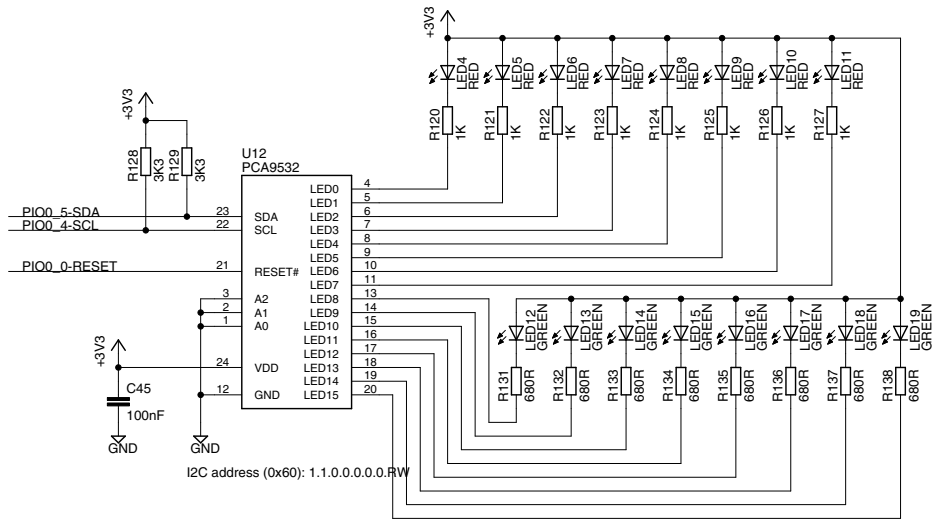 +3V3
LED4 RED
LED5 RED
LED6 RED
LED7 RED
LED8 RED
LED9 RED
LED10 RED
LED11 RED
R120 1K
R121 1K
R122 1K
R123 1K
R124 1K
R125 1K
R126 1K
R127 1K
+3V3
R128 3K3
R129 3K3
U12
PCA9532
PIO0_5-SDA
PIO0_4-SCL
PIO0_0-RESET
23 SDA
22 SCL
21 RESET#
3 A2
2 A1
1 A0
24 VDD
12 GND
LED0 4
LED1 5
LED2 6
LED3 7
LED4 8
LED5 9
LED6 10
LED7 11
LED8 13
LED9 14
LED10 15
LED11 16
LED12 17
LED13 18
LED14 19
LED15 20
+3V3
C45
100nF
GND
GND
LED12 GREEN
LED13 GREEN
LED14 GREEN
LED15 GREEN
LED16 GREEN
LED17 GREEN
LED18 GREEN
LED19 GREEN
R131 680R
R132 680R
R133 680R
R134 680R
R135 680R
R136 680R
R137 680R
R138 680R
I2C address (0x60): 1.1.0.0.0.0.0.RW